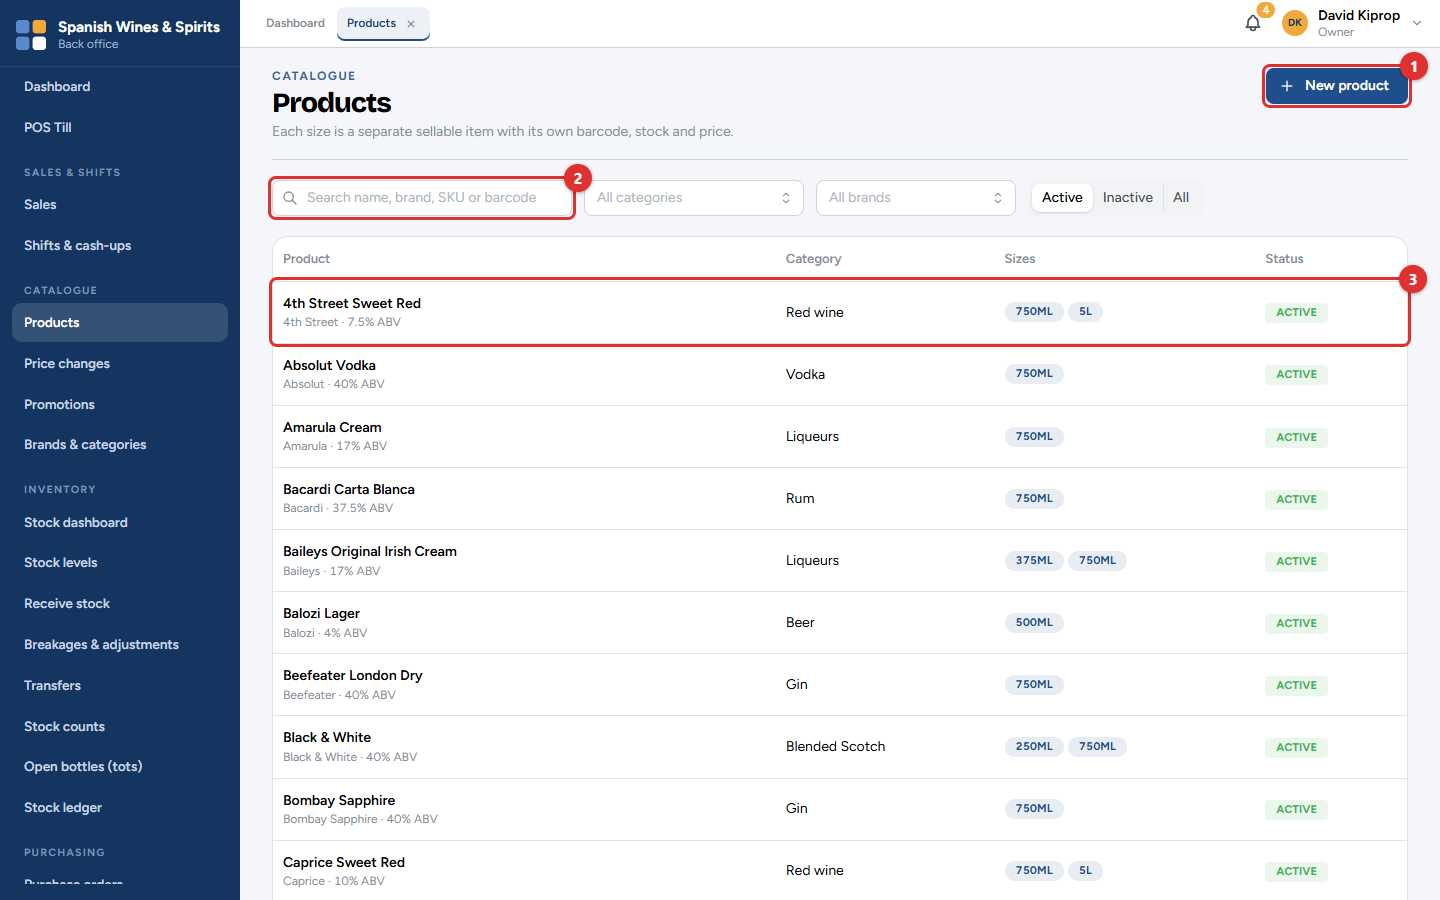 Spanish Wines & Spirits
Back office
Dashboard
POS Till
SALES & SHIFTS
Sales
Shifts & cash-ups
CATALOGUE
Products
Price changes
Promotions
Brands & categories
INVENTORY
Stock dashboard
Stock levels
Receive stock
Breakages & adjustments
Transfers
Stock counts
Open bottles (tots)
Stock ledger
PURCHASING
Purchase orders
Dashboard
Products ×
4
DK
David Kiprop
Owner
CATALOGUE
Products
Each size is a separate sellable item with its own barcode, stock and price.
+ New product
1
Search name, brand, SKU or barcode
2
All categories
All brands
Active Inactive All
Product Category Sizes Status
3
4th Street Sweet Red
4th Street · 7.5% ABV
Red wine
750ML 5L
ACTIVE
Absolut Vodka
Absolut · 40% ABV
Vodka
750ML
ACTIVE
Amarula Cream
Amarula · 17% ABV
Liqueurs
750ML
ACTIVE
Bacardi Carta Blanca
Bacardi · 37.5% ABV
Rum
750ML
ACTIVE
Baileys Original Irish Cream
Baileys · 17% ABV
Liqueurs
375ML 750ML
ACTIVE
Balozi Lager
Balozi · 4% ABV
Beer
500ML
ACTIVE
Beefeater London Dry
Beefeater · 40% ABV
Gin
750ML
ACTIVE
Black & White
Black & White · 40% ABV
Blended Scotch
250ML 750ML
ACTIVE
Bombay Sapphire
Bombay Sapphire · 40% ABV
Gin
750ML
ACTIVE
Caprice Sweet Red
Caprice · 10% ABV
Red wine
750ML 5L
ACTIVE